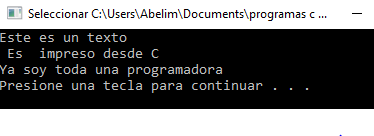 Seleccionar C:\Users\Abelim\Documents\programas c ...
Este es un texto
Es  impreso desde C
Ya soy toda una programadora
Presione una tecla para continuar . . .